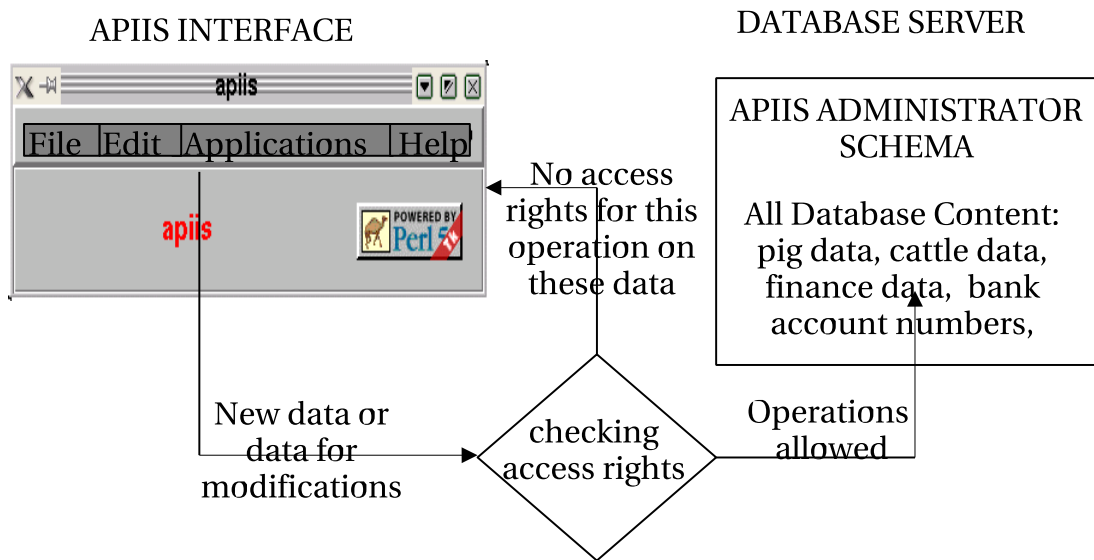 APIIS INTERFACE
DATABASE SERVER
apiis
File Edit Applications Help
apiis
POWERED BY
Perl 5
No access
rights for this
operation on
these data
APIIS ADMINISTRATOR
SCHEMA
All Database Content:
pig data, cattle data,
finance data, bank
account numbers,
New data or
data for
modifications
checking
access rights
Operations
allowed